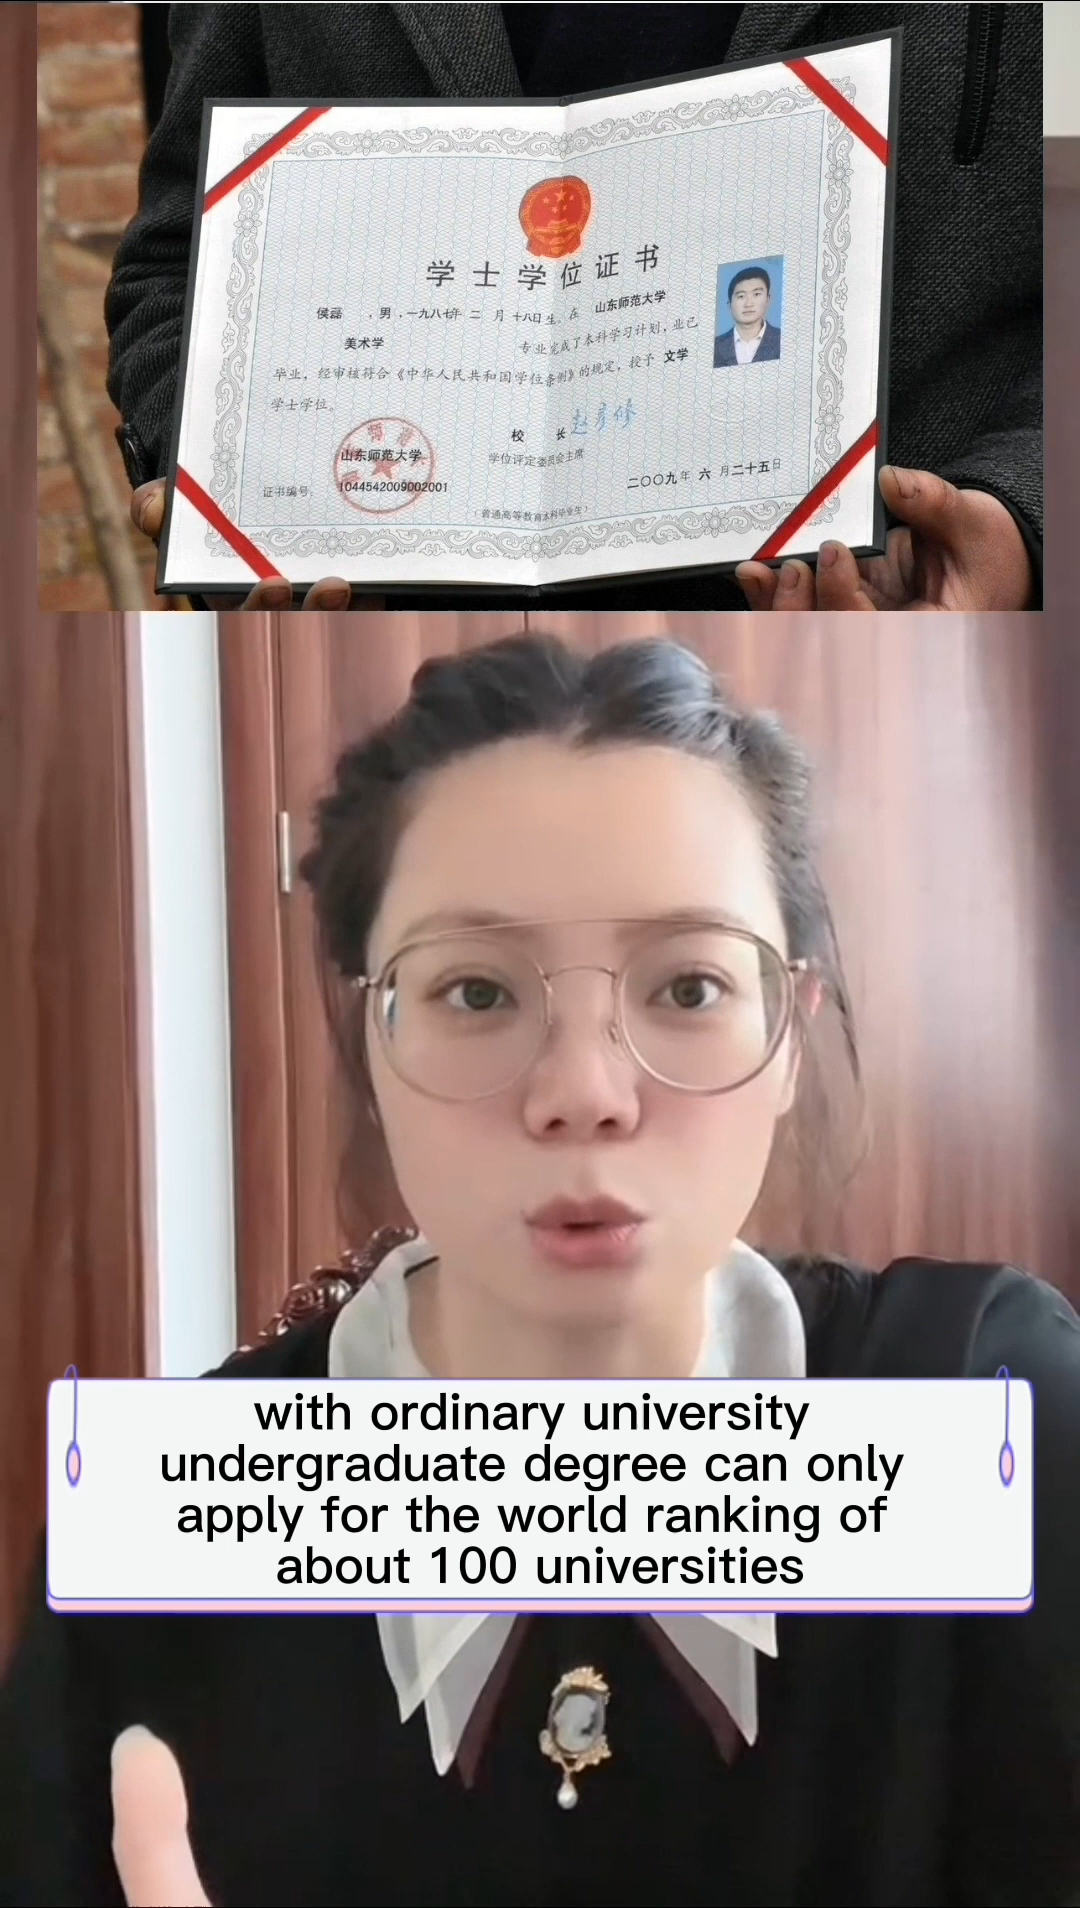 学士学位证书
侯磊 ，男，一九八七年 二 月 十八日生。在 山东师范大学
美术学 专业完成了本科学习计划，业已
毕业，经审核符合《中华人民共和国学位条例》的规定，授予 文学
学士学位。
山东师范大学
校 长 赵彦修
学位评定委员会主席
证书编号 1044542009002001
二〇〇九年 六 月二十五日
（普通高等教育本科毕业生）
with ordinary university
undergraduate degree can only
apply for the world ranking of
about 100 universities